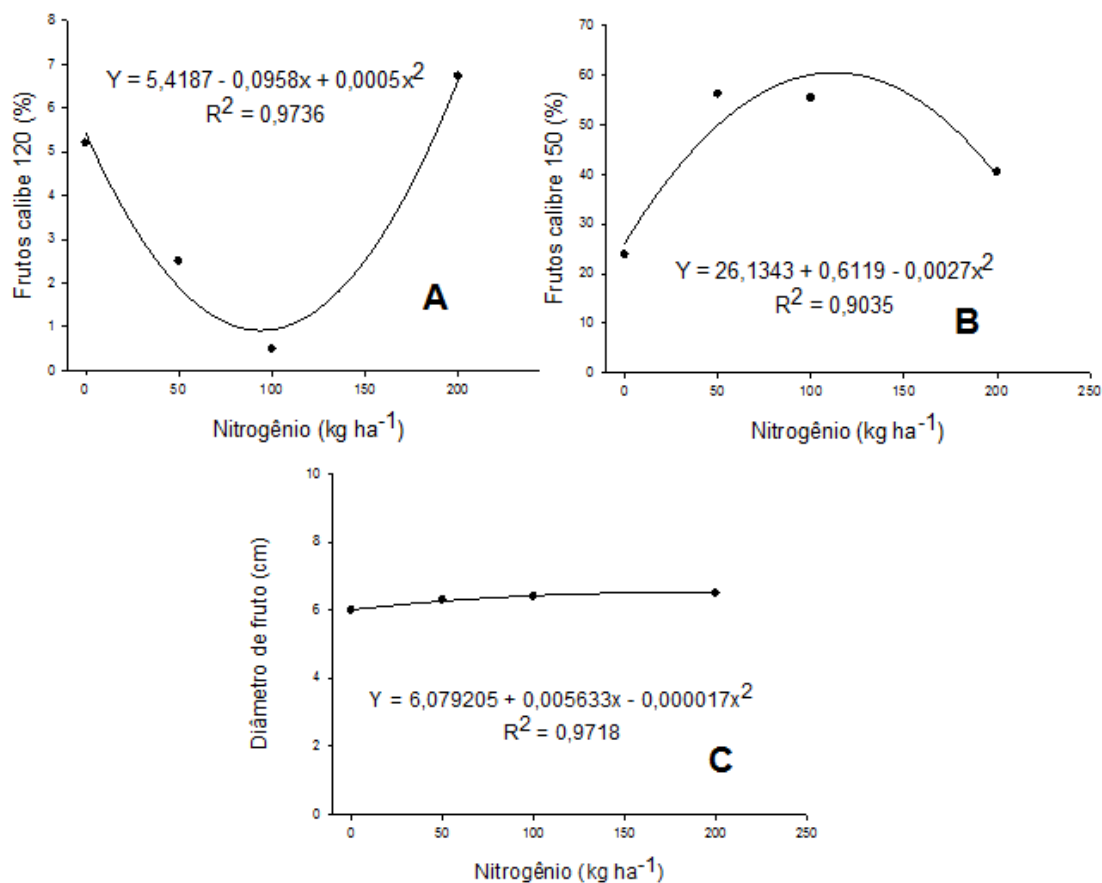 8
7
6
5
4
3
2
1
0
Frutos calibe 120 (%)
Y = 5,4187 - 0,0958x + 0,0005x²
R² = 0,9736
A
0 50 100 150 200
Nitrogênio (kg ha⁻¹)
70
60
50
40
30
20
10
0
Frutos calibre 150 (%)
Y = 26,1343 + 0,6119 - 0,0027x²
R² = 0,9035
B
0 50 100 150 200 250
Nitrogênio (kg ha⁻¹)
10
8
6
4
2
0
Diâmetro de fruto (cm)
Y = 6,079205 + 0,005633x - 0,000017x²
R² = 0,9718
C
0 50 100 150 200 250
Nitrogênio (kg ha⁻¹)